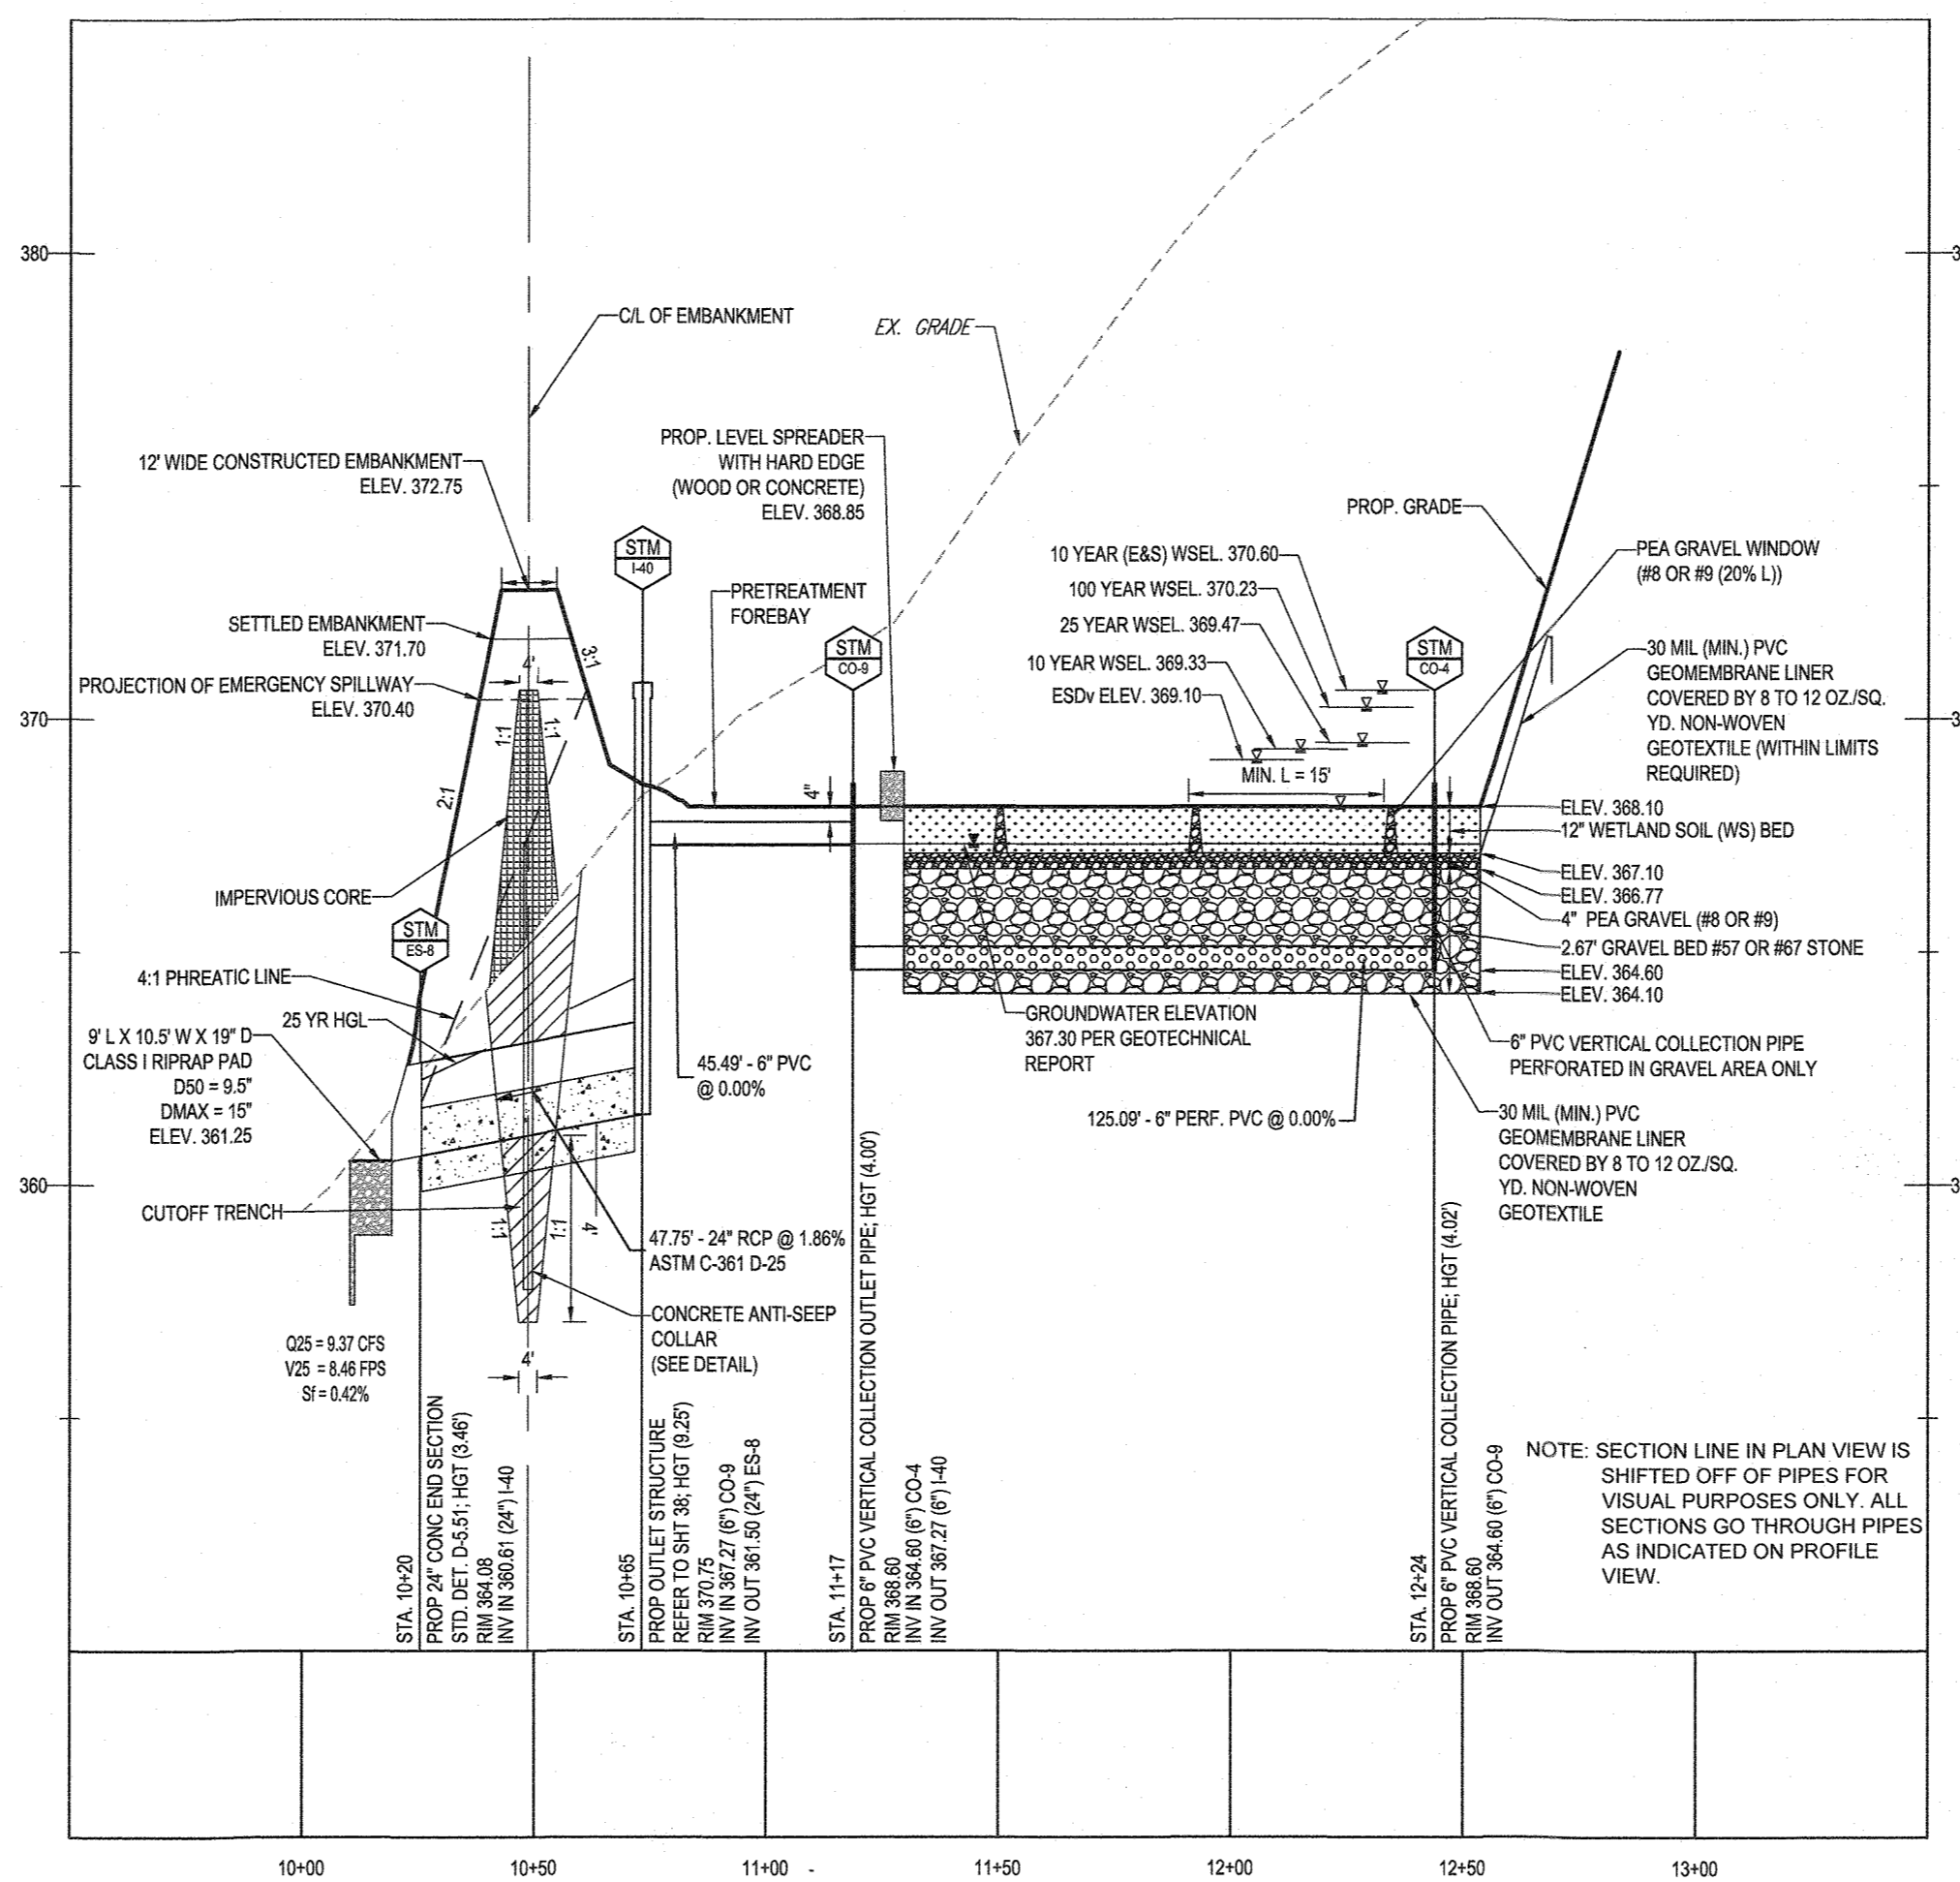 380
3
370
3
360
3
C/L OF EMBANKMENT
EX. GRADE
12' WIDE CONSTRUCTED EMBANKMENT
ELEV. 372.75
PROP. LEVEL SPREADER
WITH HARD EDGE
(WOOD OR CONCRETE)
ELEV. 368.85
PROP. GRADE
STM
I-40
PRETREATMENT
FOREBAY
10 YEAR (E&S) WSEL. 370.60
100 YEAR WSEL. 370.23
25 YEAR WSEL. 369.47
10 YEAR WSEL. 369.33
ESDv ELEV. 369.10
MIN. L = 15'
PEA GRAVEL WINDOW
(#8 OR #9 (20% L))
SETTLED EMBANKMENT
ELEV. 371.70
PROJECTION OF EMERGENCY SPILLWAY
ELEV. 370.40
4'
3:1
1:1
1:1
2:1
STM
CO-9
STM
CO-4
30 MIL (MIN.) PVC
GEOMEMBRANE LINER
COVERED BY 8 TO 12 OZ./SQ.
YD. NON-WOVEN
GEOTEXTILE (WITHIN LIMITS
REQUIRED)
4"
ELEV. 368.10
12" WETLAND SOIL (WS) BED
ELEV. 367.10
ELEV. 366.77
4" PEA GRAVEL (#8 OR #9)
2.67' GRAVEL BED #57 OR #67 STONE
ELEV. 364.60
ELEV. 364.10
IMPERVIOUS CORE
STM
ES-8
4:1 PHREATIC LINE
25 YR HGL
9' L X 10.5' W X 19" D
CLASS I RIPRAP PAD
D50 = 9.5"
DMAX = 15"
ELEV. 361.25
45.49' - 6" PVC
@ 0.00%
GROUNDWATER ELEVATION
367.30 PER GEOTECHNICAL
REPORT
125.09' - 6" PERF. PVC @ 0.00%
6" PVC VERTICAL COLLECTION PIPE
PERFORATED IN GRAVEL AREA ONLY
30 MIL (MIN.) PVC
GEOMEMBRANE LINER
COVERED BY 8 TO 12 OZ./SQ.
YD. NON-WOVEN
GEOTEXTILE
CUTOFF TRENCH
1:1
1:1
4'
47.75' - 24" RCP @ 1.86%
ASTM C-361 D-25
CONCRETE ANTI-SEEP
COLLAR
(SEE DETAIL)
4'
Q25 = 9.37 CFS
V25 = 8.46 FPS
Sf = 0.42%
STA. 10+20
PROP 24" CONC END SECTION
STD. DET. D-5.51; HGT (3.46')
RIM 364.08
INV IN 360.61 (24") I-40
STA. 10+65
PROP OUTLET STRUCTURE
REFER TO SHT 38; HGT (9.25')
RIM 370.75
INV IN 367.27 (6") CO-9
INV OUT 361.50 (24") ES-8
STA. 11+17
PROP 6" PVC VERTICAL COLLECTION OUTLET PIPE; HGT (4.00')
RIM 368.60
INV IN 364.60 (6") CO-4
INV OUT 367.27 (6") I-40
STA. 12+24
PROP 6" PVC VERTICAL COLLECTION PIPE; HGT (4.02')
RIM 368.60
INV OUT 364.60 (6") CO-9
NOTE: SECTION LINE IN PLAN VIEW IS
SHIFTED OFF OF PIPES FOR
VISUAL PURPOSES ONLY. ALL
SECTIONS GO THROUGH PIPES
AS INDICATED ON PROFILE
VIEW.
10+00
10+50
11+00
11+50
12+00
12+50
13+00